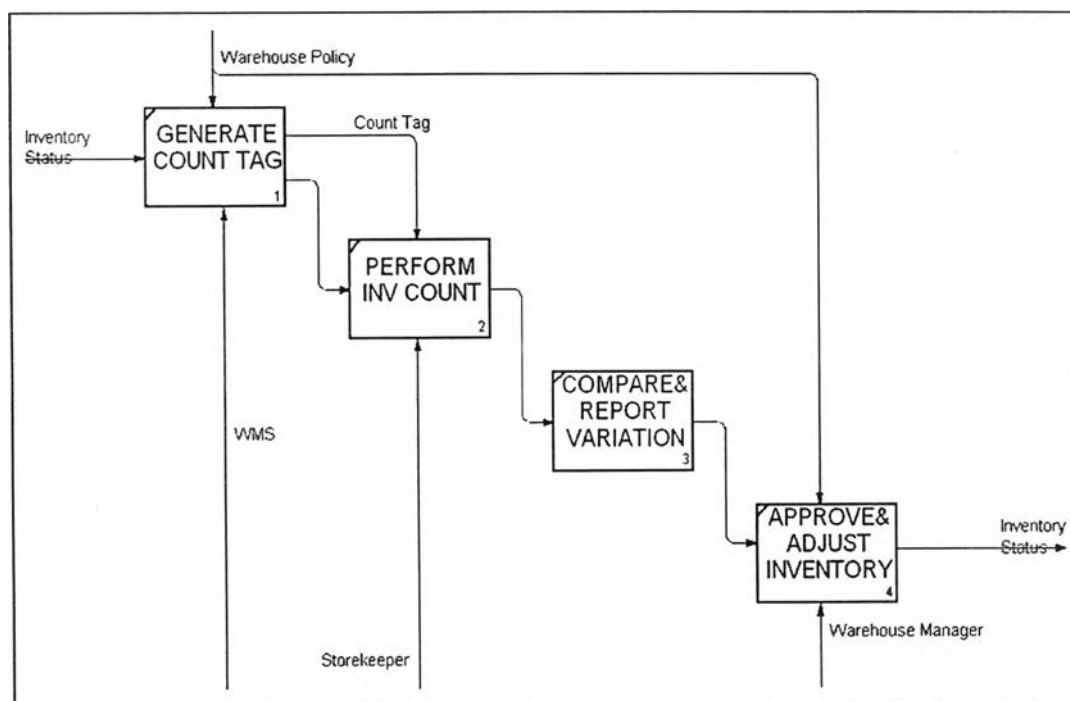 Warehouse Policy
Inventory
Status
GENERATE
COUNT TAG
1
Count Tag
PERFORM
INV COUNT
2
COMPARE&
REPORT
VARIATION
3
WMS
APPROVE&
ADJUST
INVENTORY
4
Inventory
Status
Warehouse Manager
Storekeeper